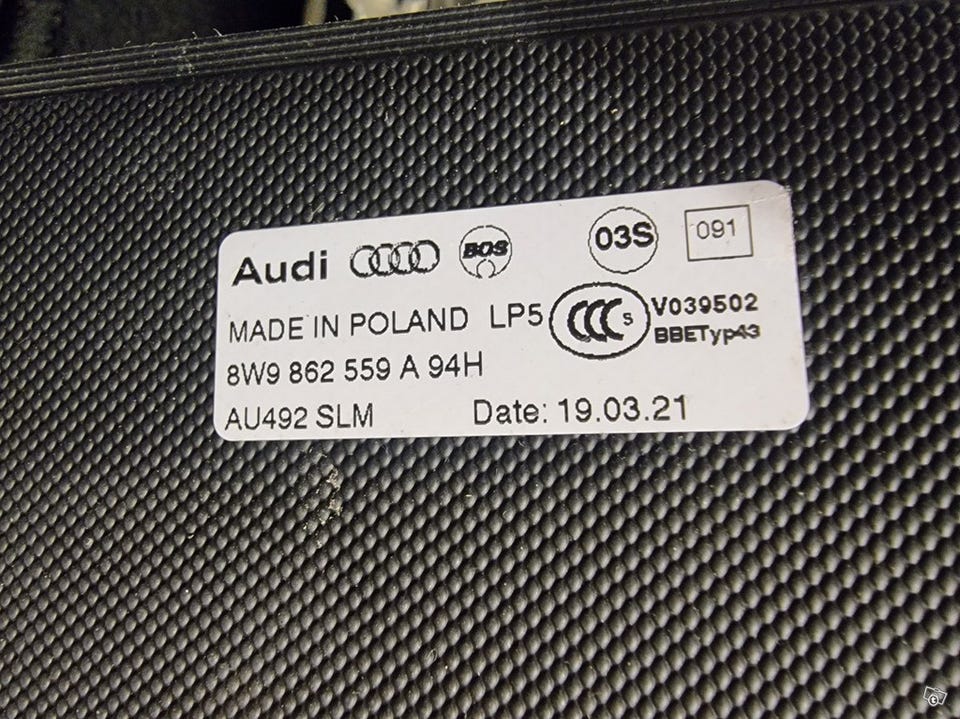 Audi BOS 03S 091
MADE IN POLAND LP5 CCC S V039502
BBETyp43
8W9 862 559 A 94H
AU492 SLM Date: 19.03.21
t